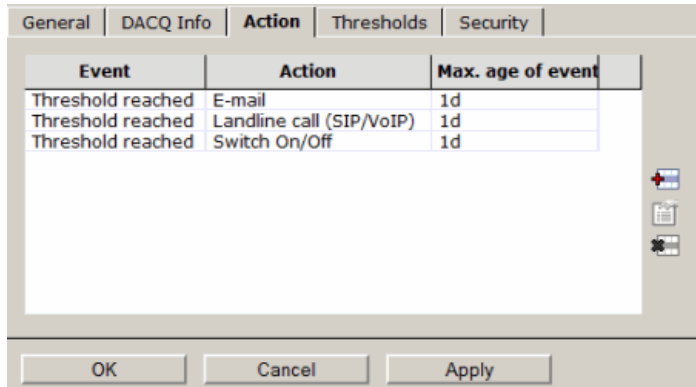 General DACQ Info Action Thresholds Security
Event Action Max. age of event
Threshold reached E-mail 1d
Threshold reached Landline call (SIP/VoIP) 1d
Threshold reached Switch On/Off 1d
OK Cancel Apply